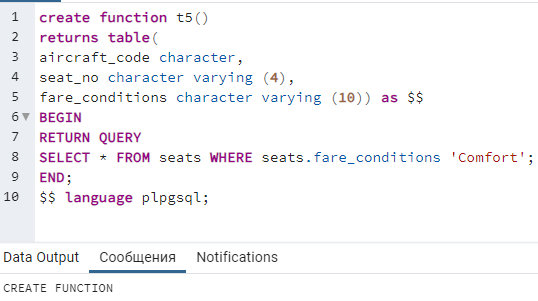 1 create function t5()
2 returns table(
3 aircraft_code character,
4 seat_no character varying (4),
5 fare_conditions character varying (10)) as $$
6 BEGIN
7 RETURN QUERY
8 SELECT * FROM seats WHERE seats.fare_conditions 'Comfort';
9 END;
10 $$ language plpgsql;
Data Output Сообщения Notifications
CREATE FUNCTION